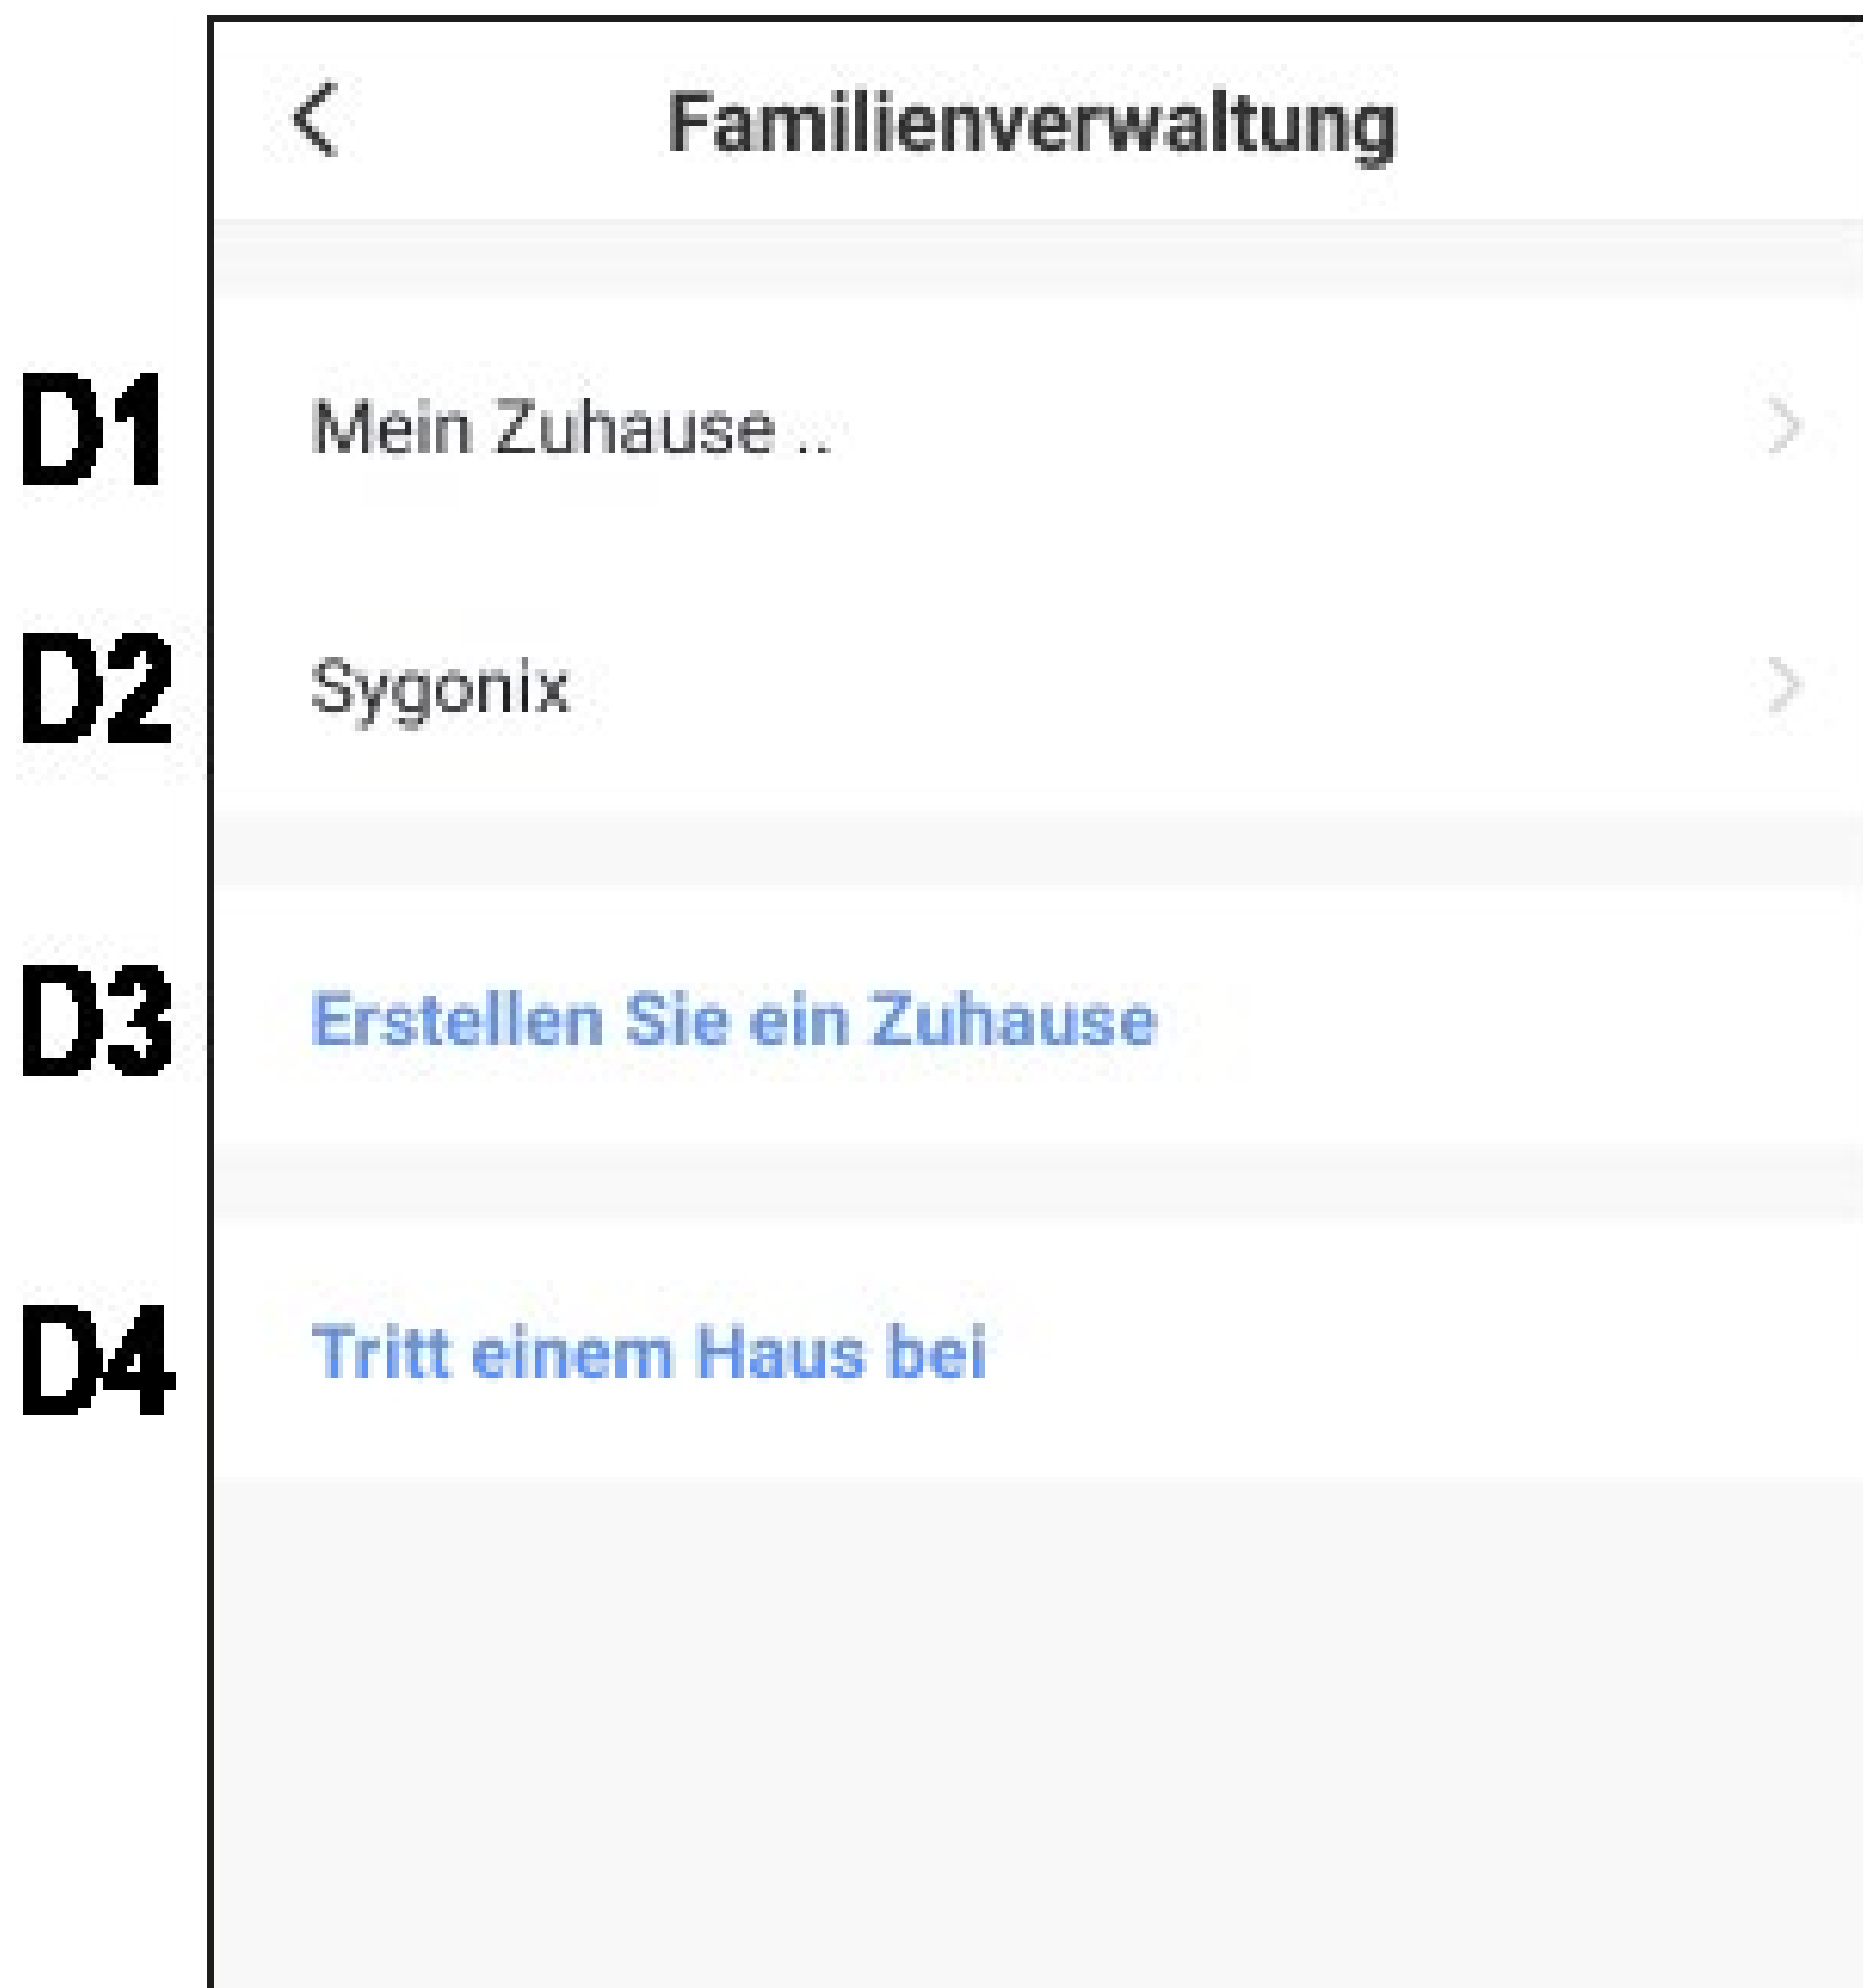 Familienverwaltung
D1 Mein Zuhause ..
D2 Sygonix
D3 Erstellen Sie ein Zuhause
D4 Tritt einem Haus bei